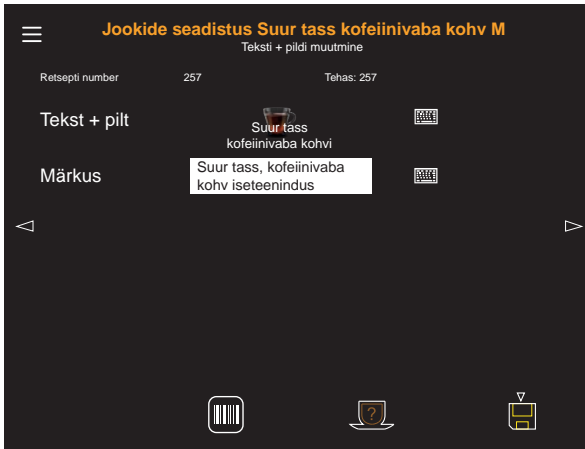 Jookide seadistus Suur tass kofeiinivaba kohv M
Teksti + pildi muutmine
Retsepti number 257 Tehas: 257
Tekst + pilt
Suur tass
kofeiinivaba kohvi
Märkus
Suur tass, kofeinivaba
kohv iseteenindus
?